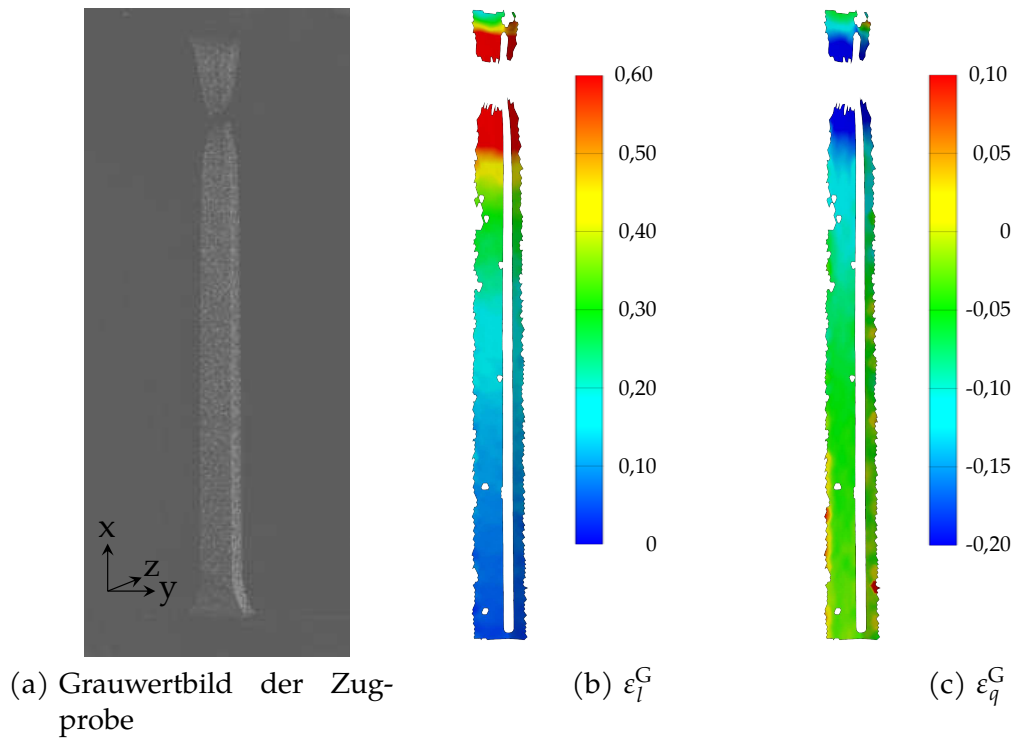 0,60
0,50
0,40
0,30
0,20
0,10
0
0,10
0,05
0
-0,05
-0,10
-0,15
-0,20
x
z
y
(a) Grauwertbild der Zug-
probe
(b) εₗᴳ
(c) ε_q^G